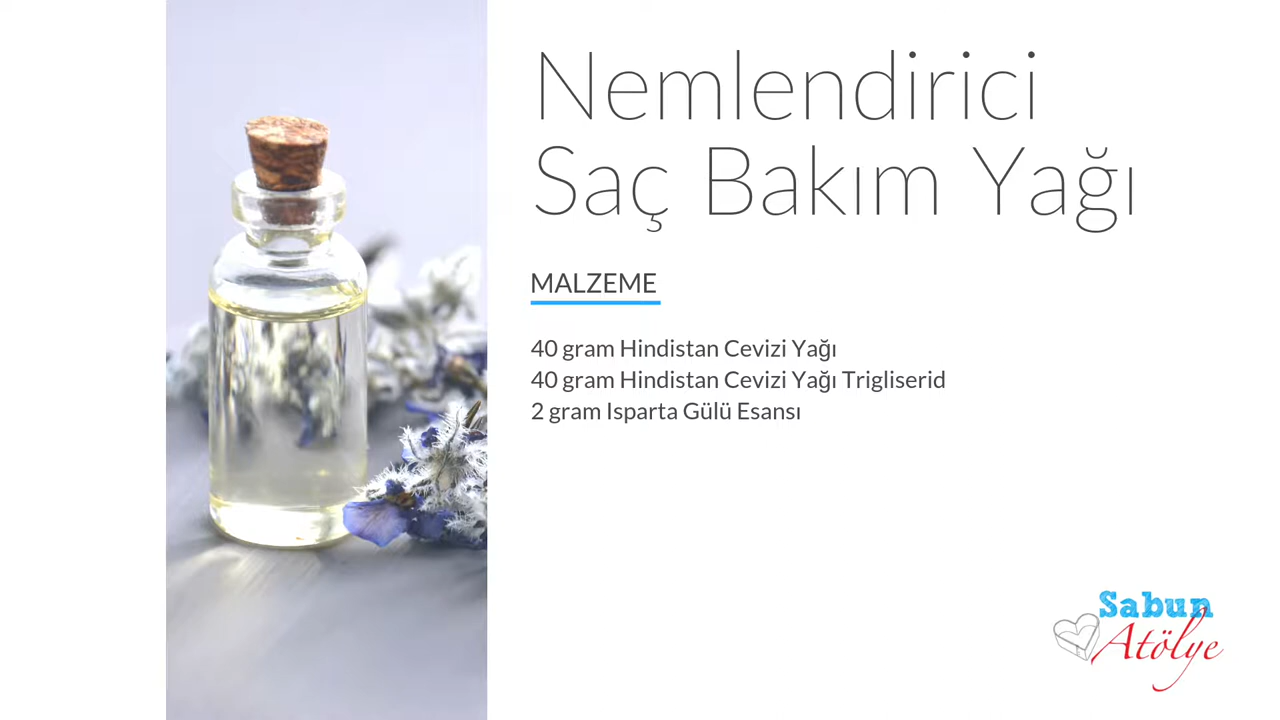 Nemlendirici
Saç Bakım Yağı
MALZEME
40 gram Hindistan Cevizi Yağı
40 gram Hindistan Cevizi Yağı Trigliserid
2 gram Isparta Gülü Esansı
Sabun
Atölye